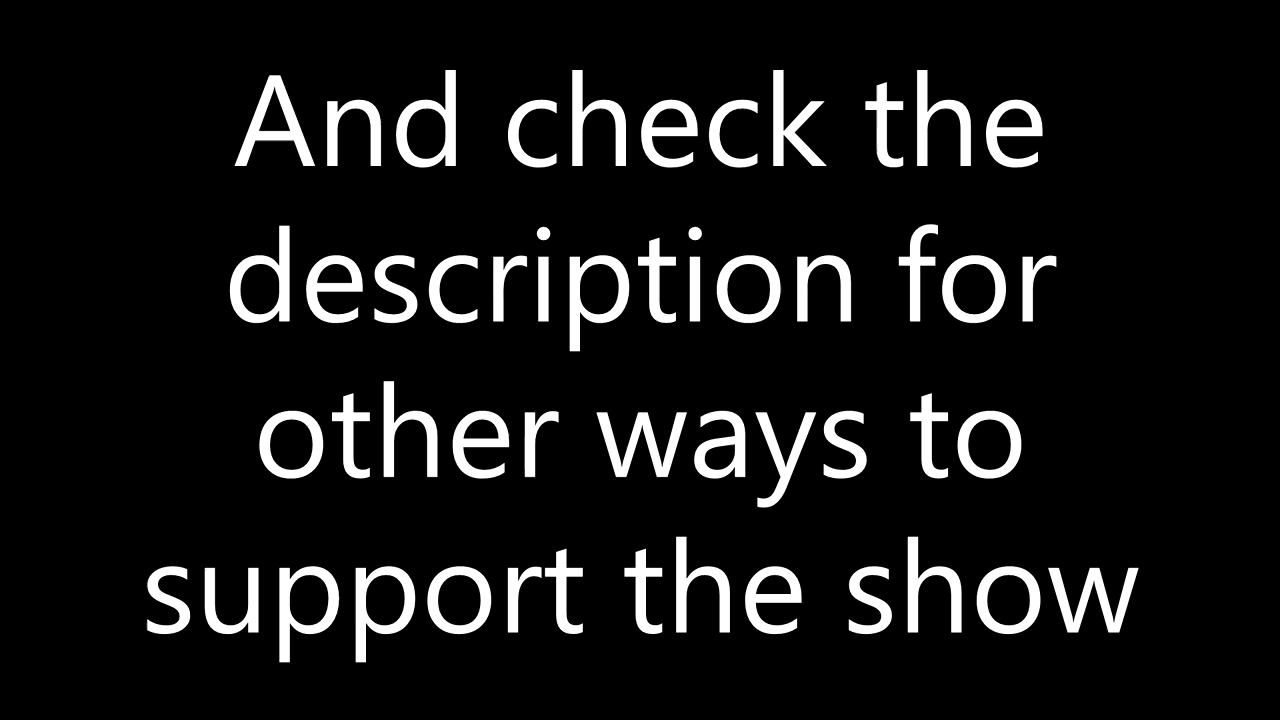 And check the
description for
other ways to
support the show